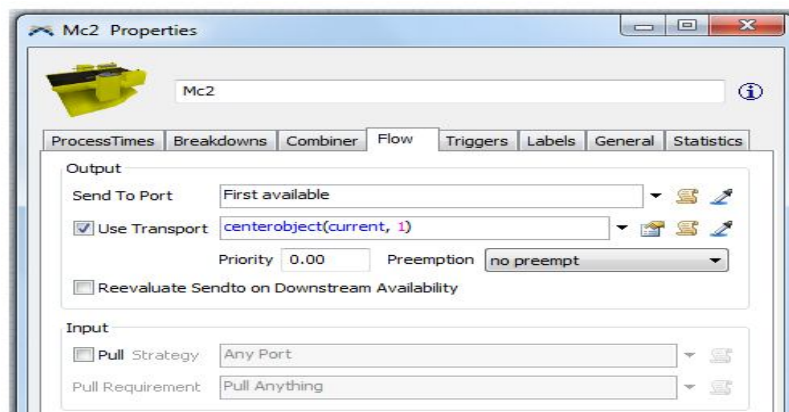 Mc2 Properties
Mc2
ProcessTimes Breakdowns Combiner Flow Triggers Labels General Statistics
Output
Send To Port First available
Use Transport centerobject(current, 1)
Priority 0.00 Preemption no preempt
Reevaluate Sendto on Downstream Availability
Input
Pull Strategy Any Port
Pull Requirement Pull Anything